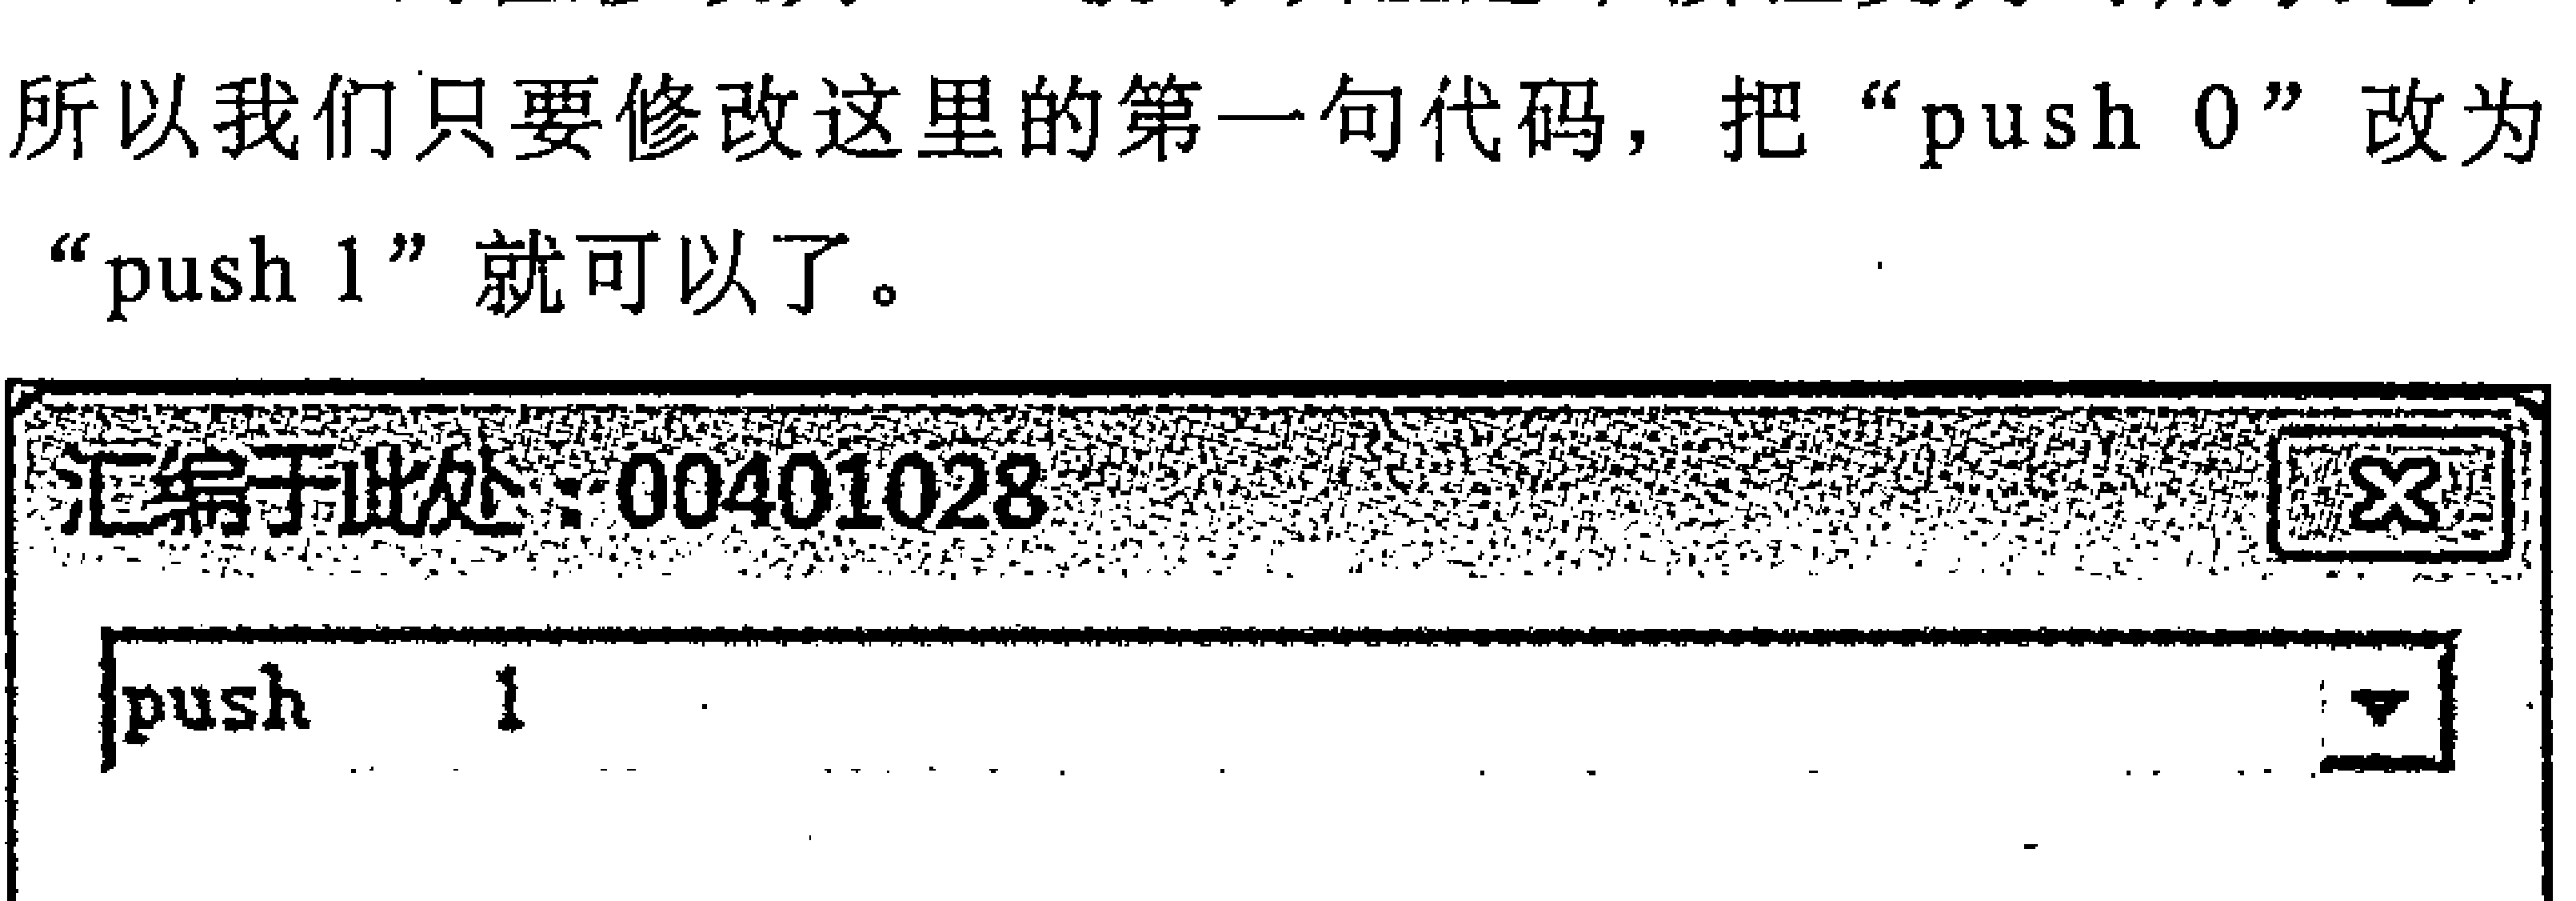 所以我们只要修改这里的第一句代码，把“push 0”改为
“push 1”就可以了。
汇编于此处：00401028
push 1